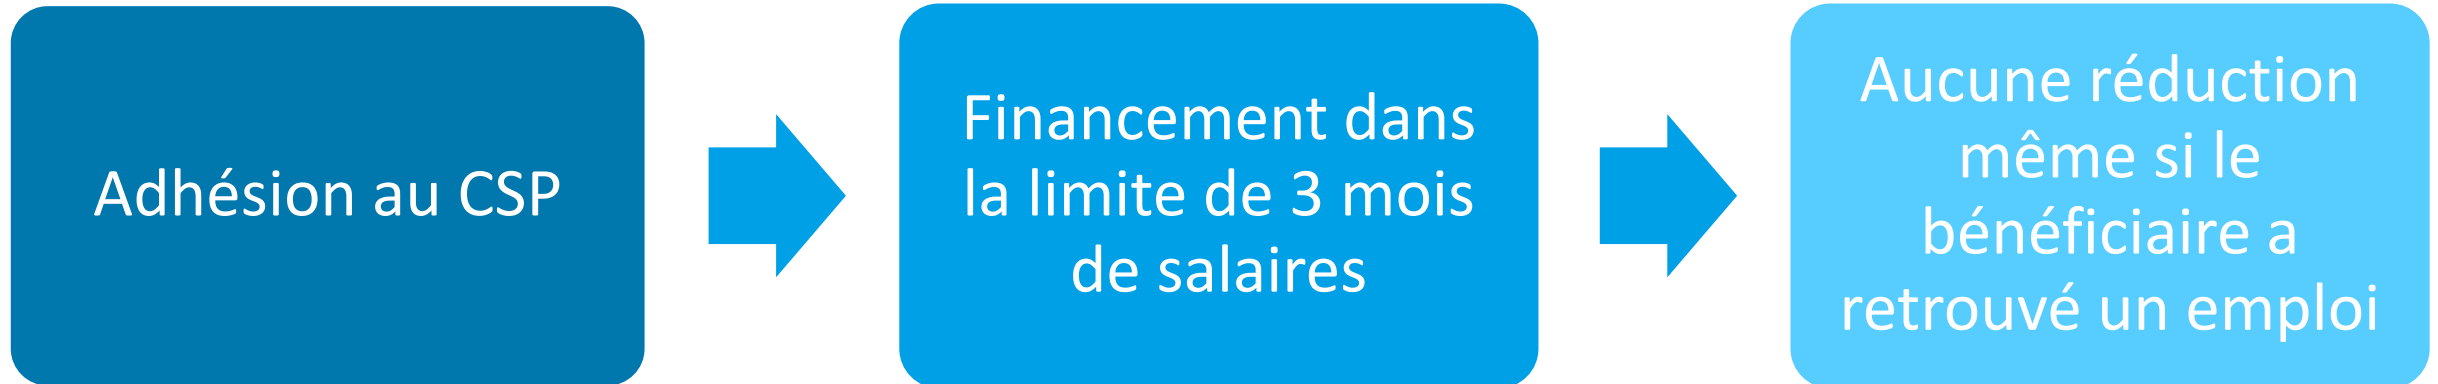 Adhésion au CSP
Financement dans
la limite de 3 mois
de salaires
Aucune réduction
même si le
bénéficiaire a
retrouvé un emploi